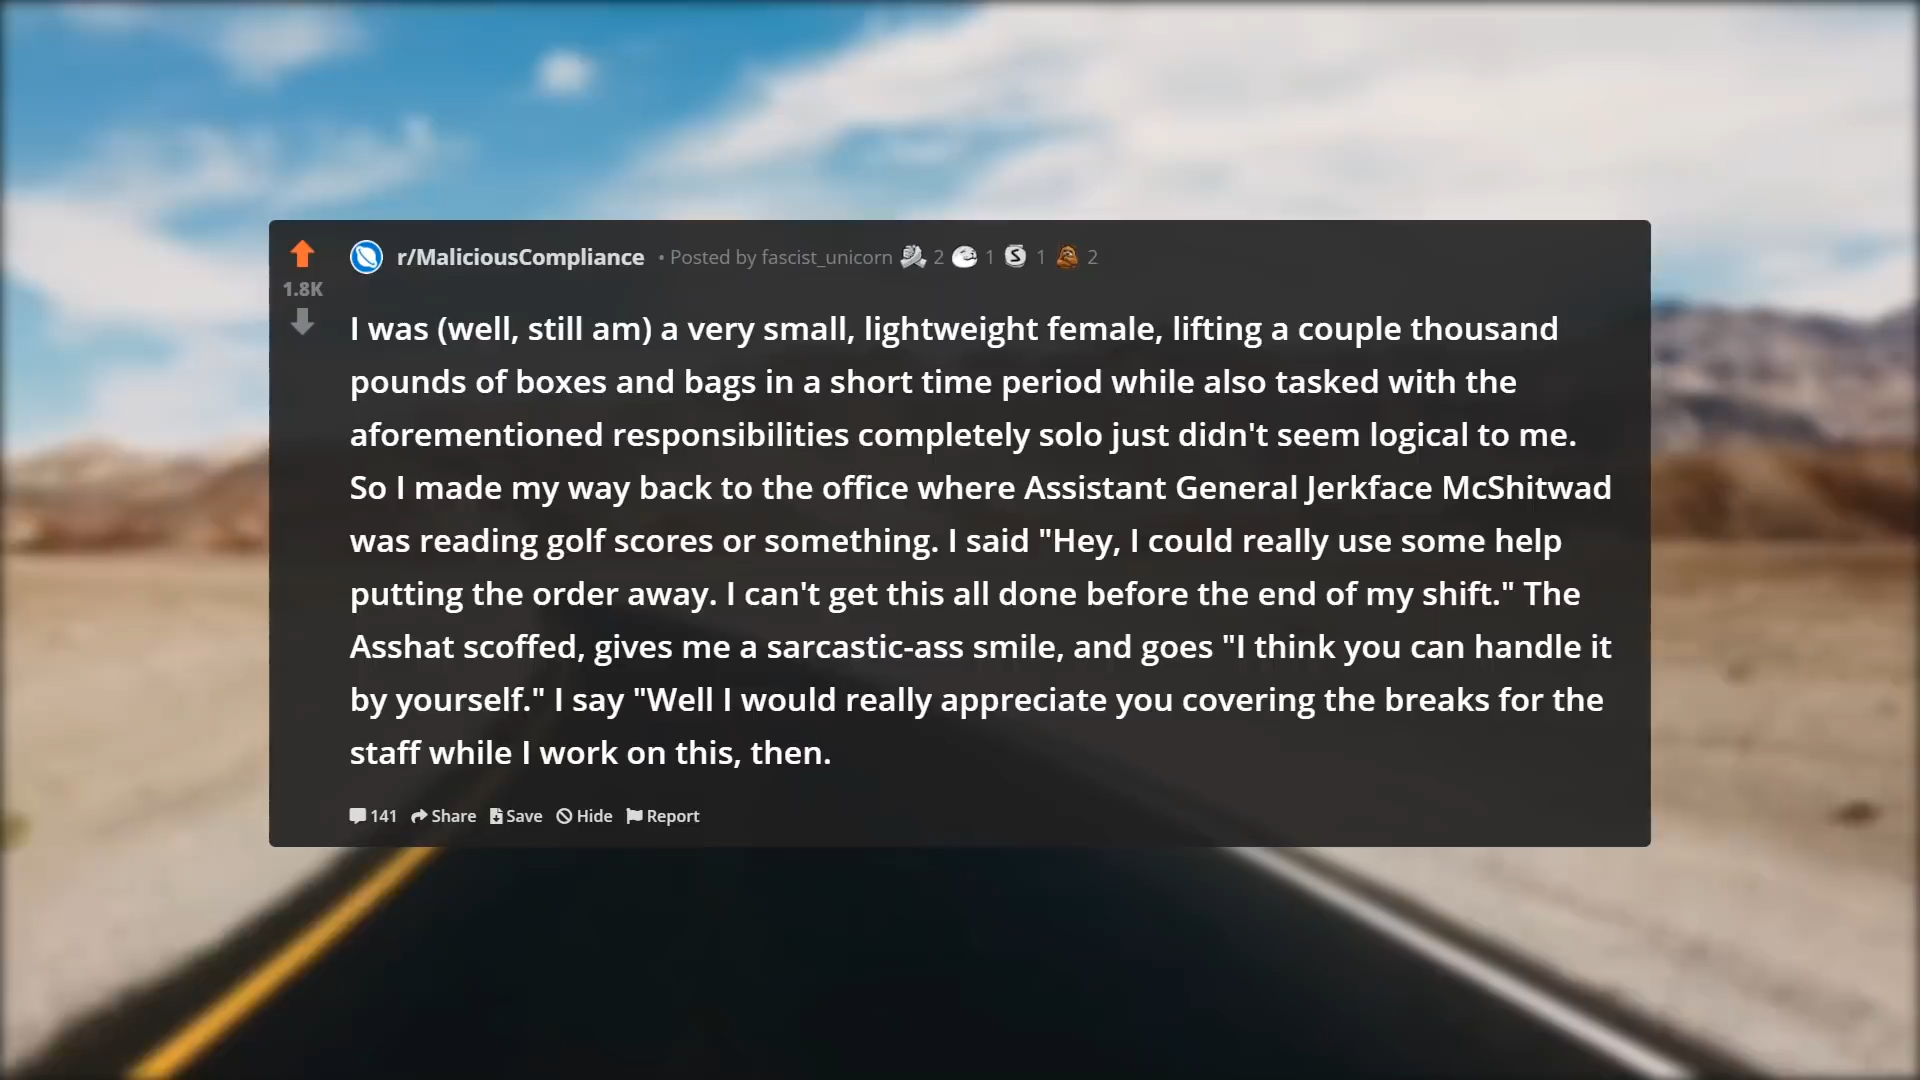 r/MaliciousCompliance • Posted by fascist_unicorn 2 1 1 2
1.8K
I was (well, still am) a very small, lightweight female, lifting a couple thousand
pounds of boxes and bags in a short time period while also tasked with the
aforementioned responsibilities completely solo just didn't seem logical to me.
So I made my way back to the office where Assistant General Jerkface McShitwad
was reading golf scores or something. I said "Hey, I could really use some help
putting the order away. I can't get this all done before the end of my shift." The
Asshat scoffed, gives me a sarcastic-ass smile, and goes "I think you can handle it
by yourself." I say "Well I would really appreciate you covering the breaks for the
staff while I work on this, then.
141 Share Save Hide Report